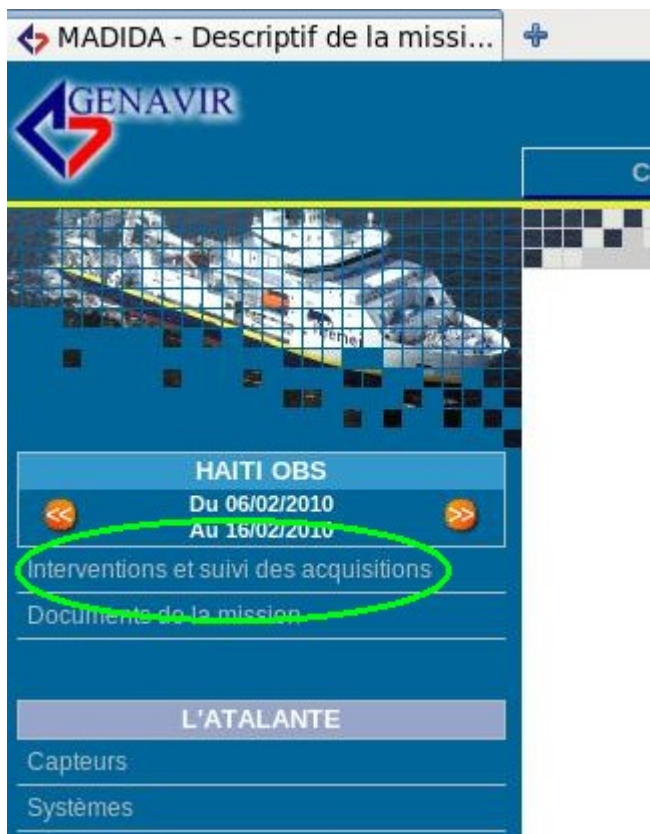 MADIDA - Descriptif de la missi...
GENAVIR
C
HAITI OBS
<<
Du 06/02/2010
>>
Au 16/02/2010
Interventions et suivi des acquisitions
Documents de la mission
L'ATALANTE
Capteurs
Systèmes